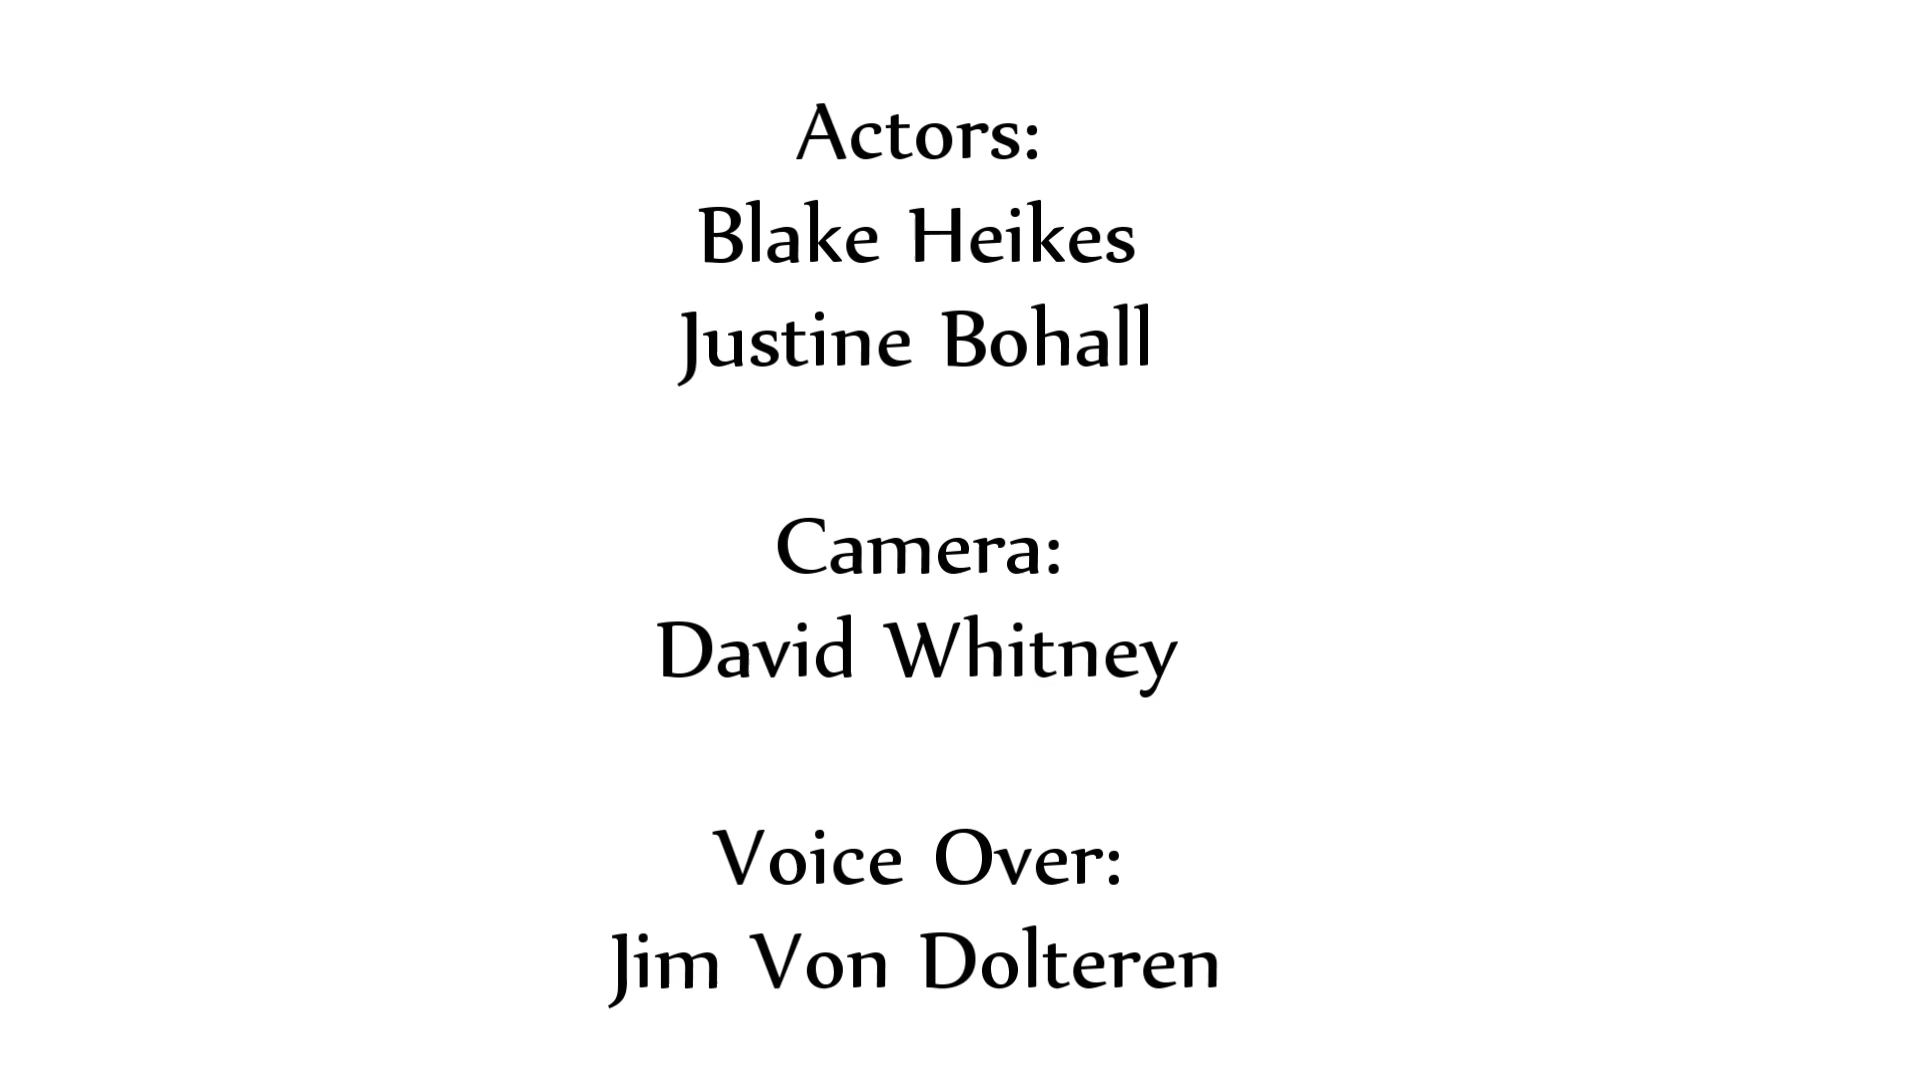 Actors:
Blake Heikes
Justine Bohall
Camera:
David Whitney
Voice Over:
Jim Von Dolteren